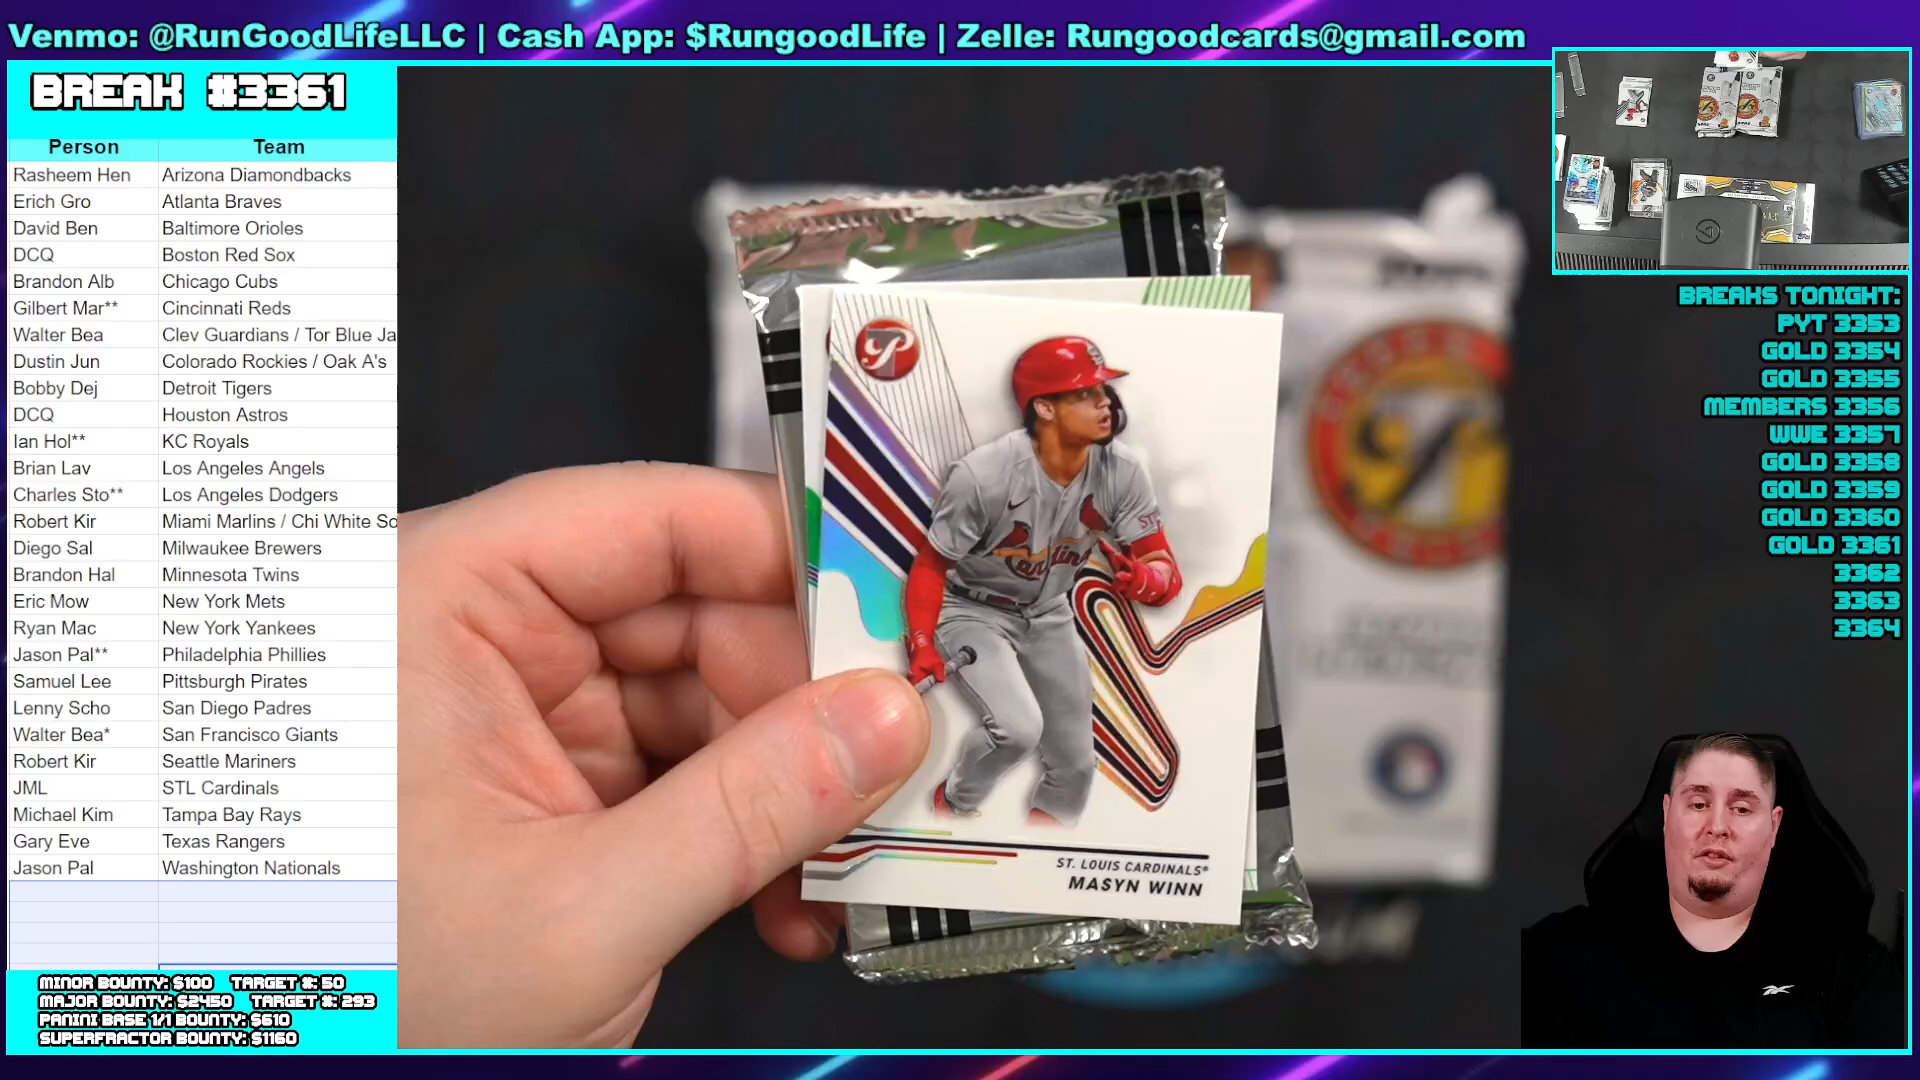 Venmo: @RunGoodLifeLLC | Cash App: $RungoodLife | Zelle: Rungoodcards@gmail.com
BREAK #3361
Person Team
Rasheem Hen Arizona Diamondbacks
Erich Gro Atlanta Braves
David Ben Baltimore Orioles
DCQ Boston Red Sox
Brandon Alb Chicago Cubs
Gilbert Mar** Cincinnati Reds
Walter Bea Clev Guardians / Tor Blue Ja
Dustin Jun Colorado Rockies / Oak A's
Bobby Dej Detroit Tigers
DCQ Houston Astros
Ian Hol** KC Royals
Brian Lav Los Angeles Angels
Charles Sto** Los Angeles Dodgers
Robert Kir Miami Marlins / Chi White So
Diego Sal Milwaukee Brewers
Brandon Hal Minnesota Twins
Eric Mow New York Mets
Ryan Mac New York Yankees
Jason Pal** Philadelphia Phillies
Samuel Lee Pittsburgh Pirates
Lenny Scho San Diego Padres
Walter Bea* San Francisco Giants
Robert Kir Seattle Mariners
JML STL Cardinals
Michael Kim Tampa Bay Rays
Gary Eve Texas Rangers
Jason Pal Washington Nationals
MINOR BOUNTY: $100 TARGET #: 50
MAJOR BOUNTY: $2450 TARGET #: 293
PANINI BASE 1/1 BOUNTY: $610
SUPERFRACTOR BOUNTY: $1160
Cardinals
ST. LOUIS CARDINALS®
MASYN WINN
BREAKS TONIGHT:
PYT 3353
GOLD 3354
GOLD 3355
MEMBERS 3356
WWE 3357
GOLD 3358
GOLD 3359
GOLD 3360
GOLD 3361
3362
3363
3364